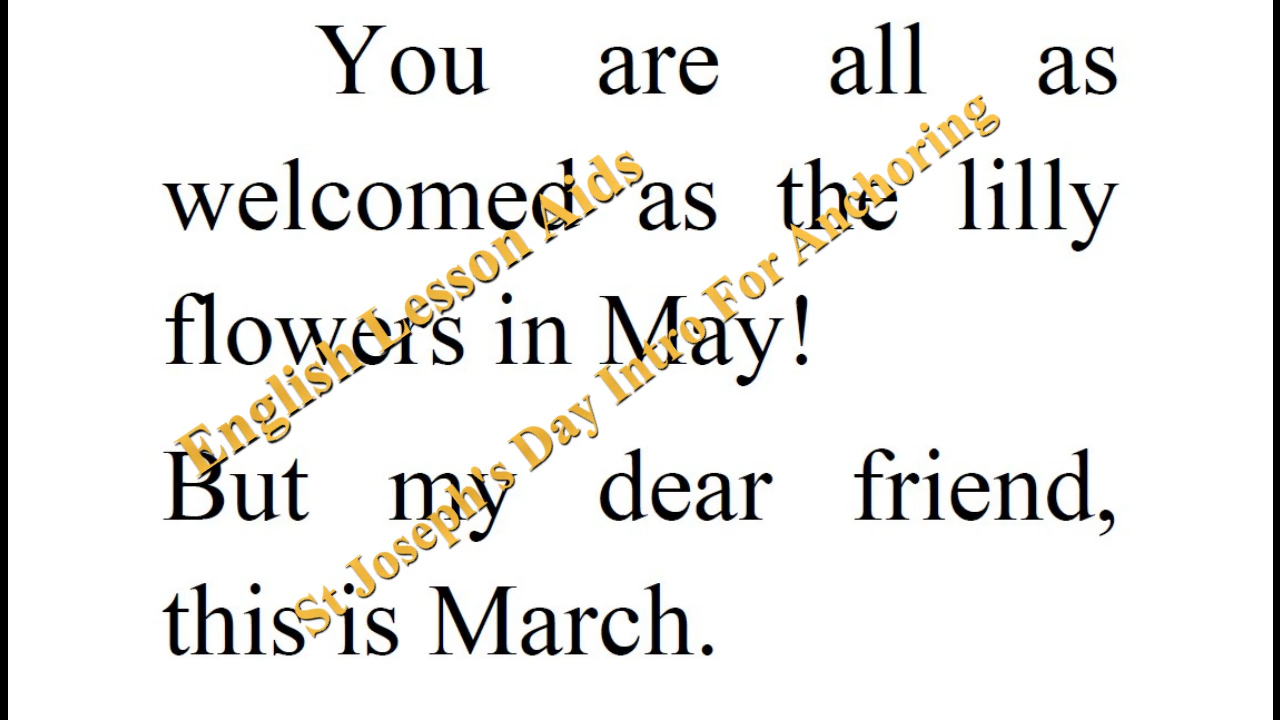 You are all as
welcomed as the lilly
flowers in May!
But my dear friend,
this is March.
English Lesson Aids
St Joseph's Day Intro For Anchoring